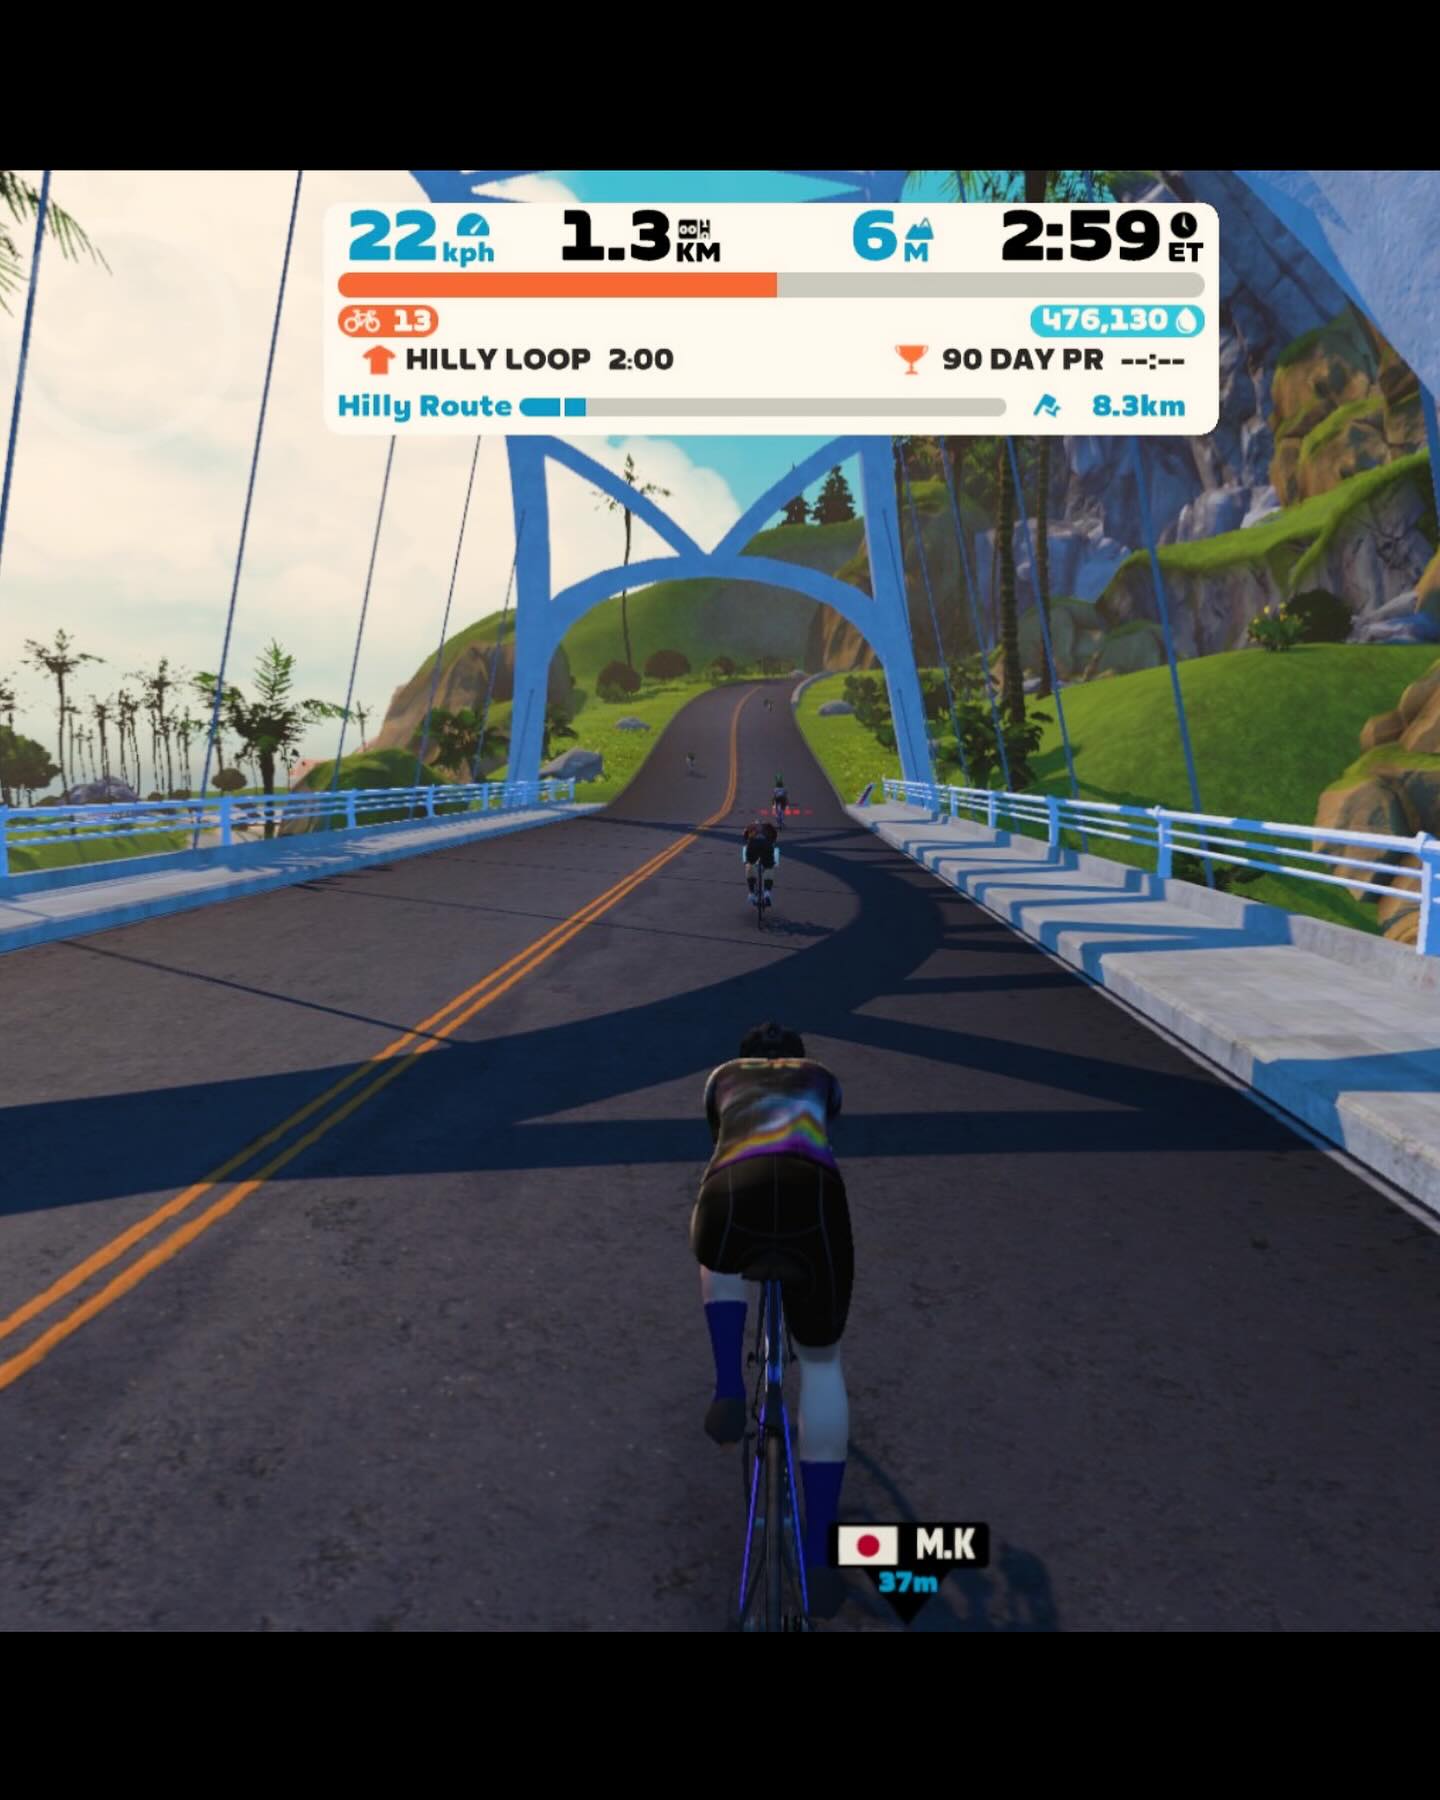 22 kph 1.3 KM 6 M 2:59 ET
13 476,130
HILLY LOOP 2:00 90 DAY PR --:--
Hilly Route 8.3km
M.K
37m